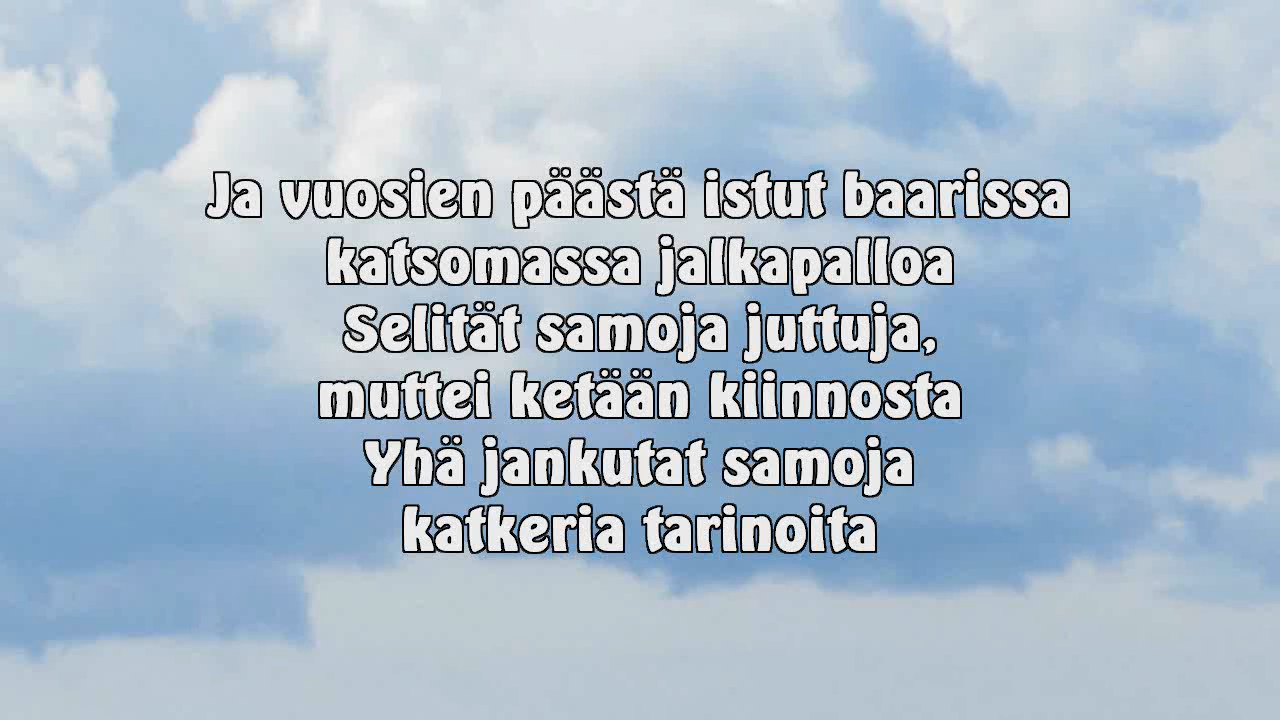 Ja vuosien päästä istut baarissa
katsomassa jalkapalloa
Selität samoja juttuja,
muttei ketään kiinnosta
Yhä jankutat samoja
katkeria tarinoita